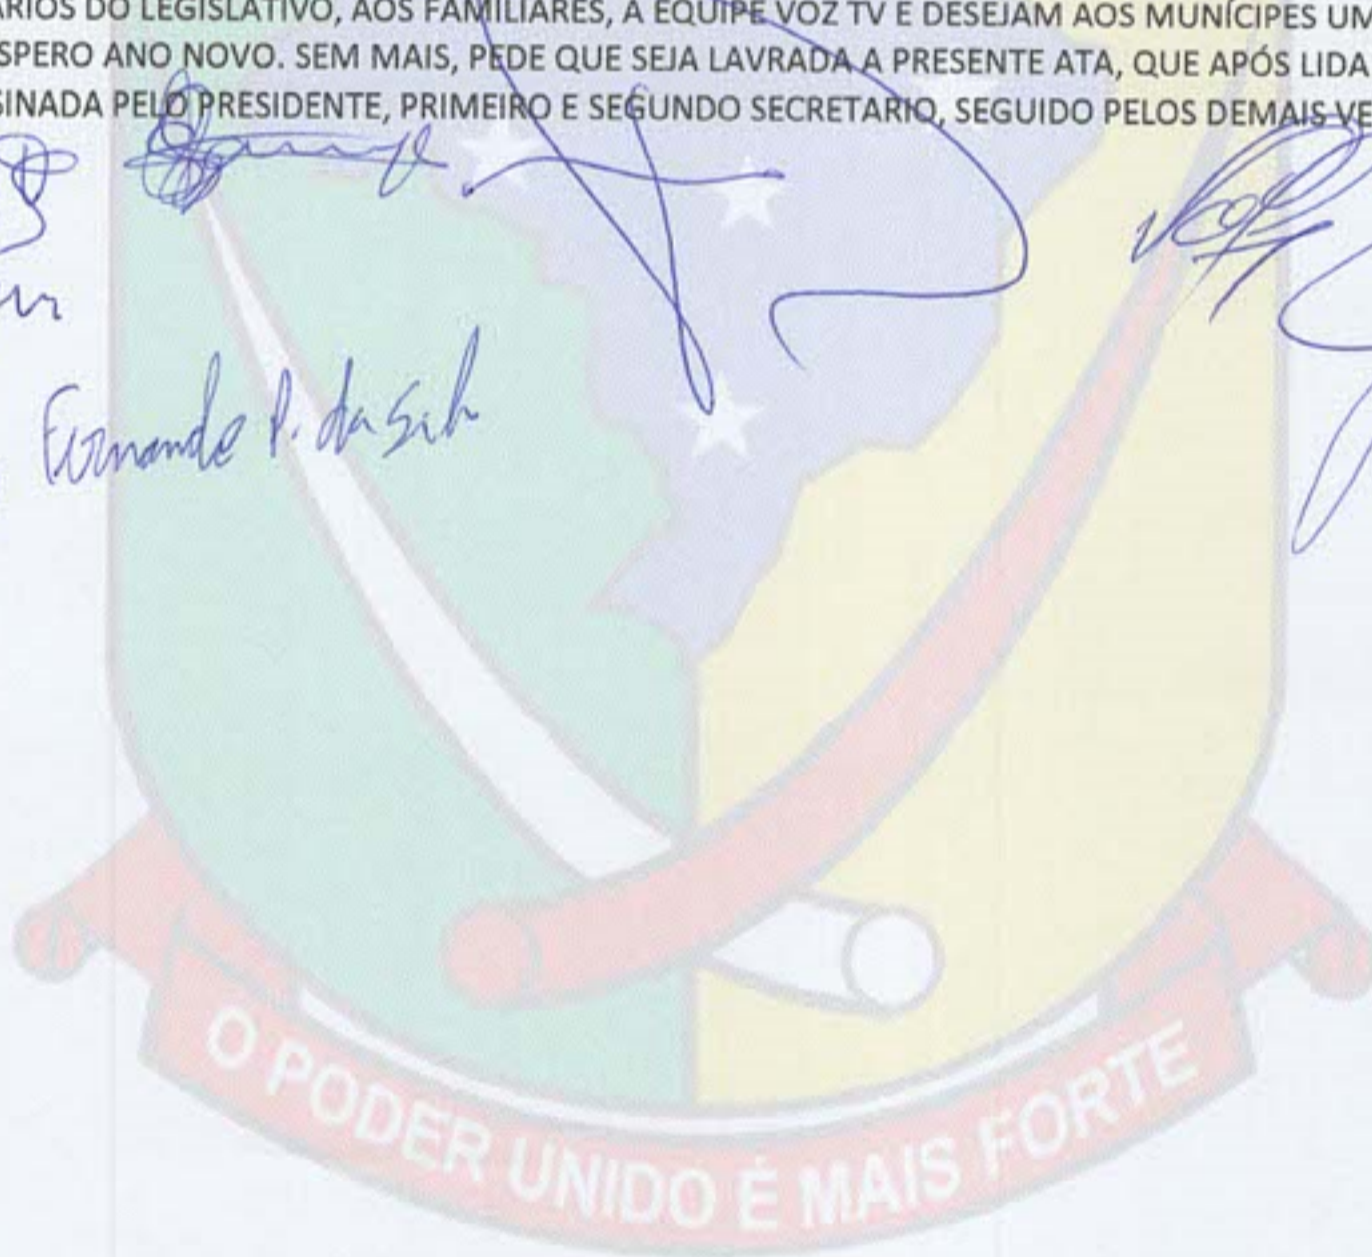 ÁRIOS DO LEGISLATIVO, AOS FAMILIARES, A EQUIPE VOZ TV E DESEJAM AOS MUNÍCIPES UM
SPERO ANO NOVO. SEM MAIS, PEDE QUE SEJA LAVRADA A PRESENTE ATA, QUE APÓS LIDA
SINADA PELO PRESIDENTE, PRIMEIRO E SEGUNDO SECRETARIO, SEGUIDO PELOS DEMAIS VE
Fernando P. da Silv
O PODER UNIDO É MAIS FORTE